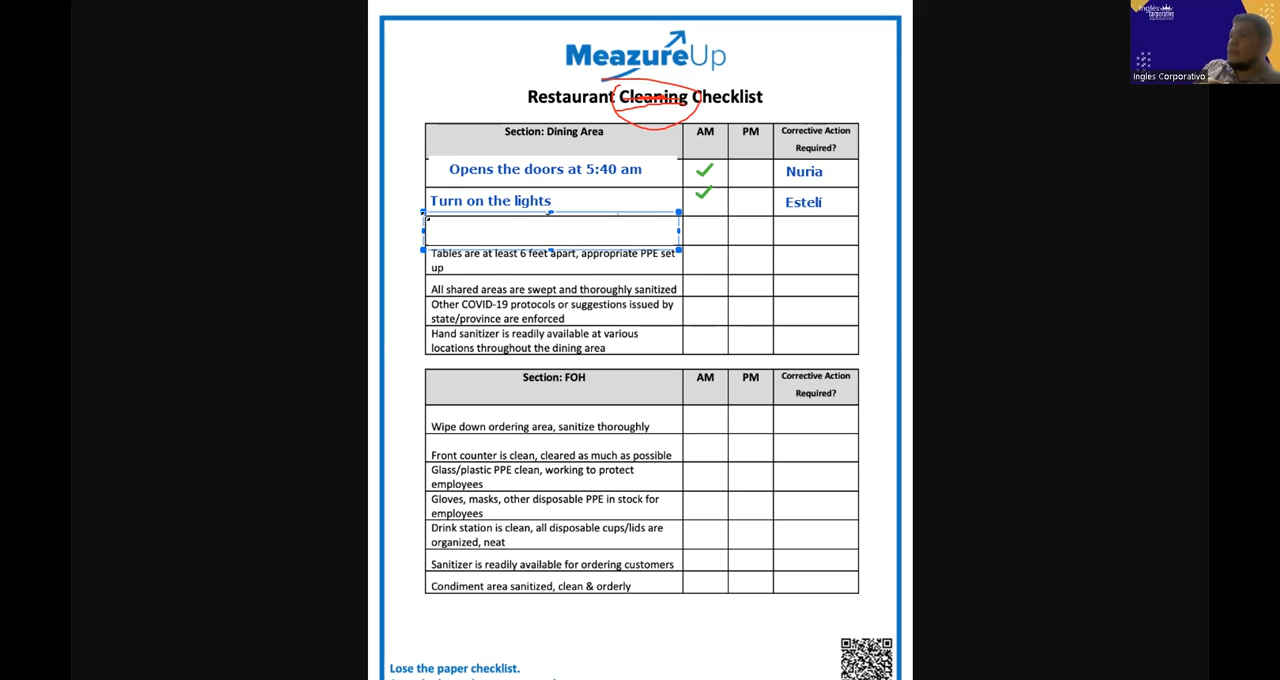 Inglés
Corporativo
Ingles Corporativo
MeazureUp
Restaurant Cleaning Checklist
Section: Dining Area AM PM Corrective Action Required?
Opens the doors at 5:40 am Nuria
Turn on the lights Estelí
Tables are at least 6 feet apart, appropriate PPE set
up
All shared areas are swept and thoroughly sanitized
Other COVID-19 protocols or suggestions issued by
state/province are enforced
Hand sanitizer is readily available at various
locations throughout the dining area
Section: FOH AM PM Corrective Action Required?
Wipe down ordering area, sanitize thoroughly
Front counter is clean, cleared as much as possible
Glass/plastic PPE clean, working to protect
employees
Gloves, masks, other disposable PPE in stock for
employees
Drink station is clean, all disposable cups/lids are
organized, neat
Sanitizer is readily available for ordering customers
Condiment area sanitized, clean & orderly
Lose the paper checklist.